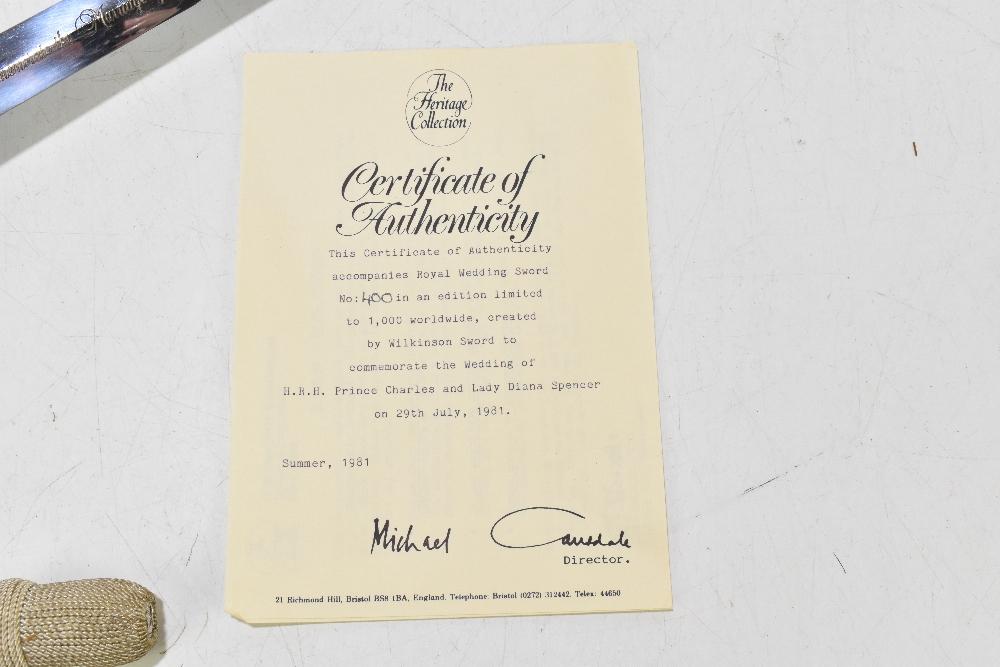 The
Heritage
Collection
Certificate of
Authenticity
This Certificate of Authenticity
accompanies Royal Wedding Sword
No: 400 in an edition limited
to 1,000 worldwide, created
by Wilkinson Sword to
commemorate the Wedding of
H.R.H. Prince Charles and Lady Diana Spencer
on 29th July, 1981.
Summer, 1981
Michael Cansdale
Director.
21 Richmond Hill, Bristol BS8 1BA, England. Telephone: Bristol (0272) 312442. Telex: 44650